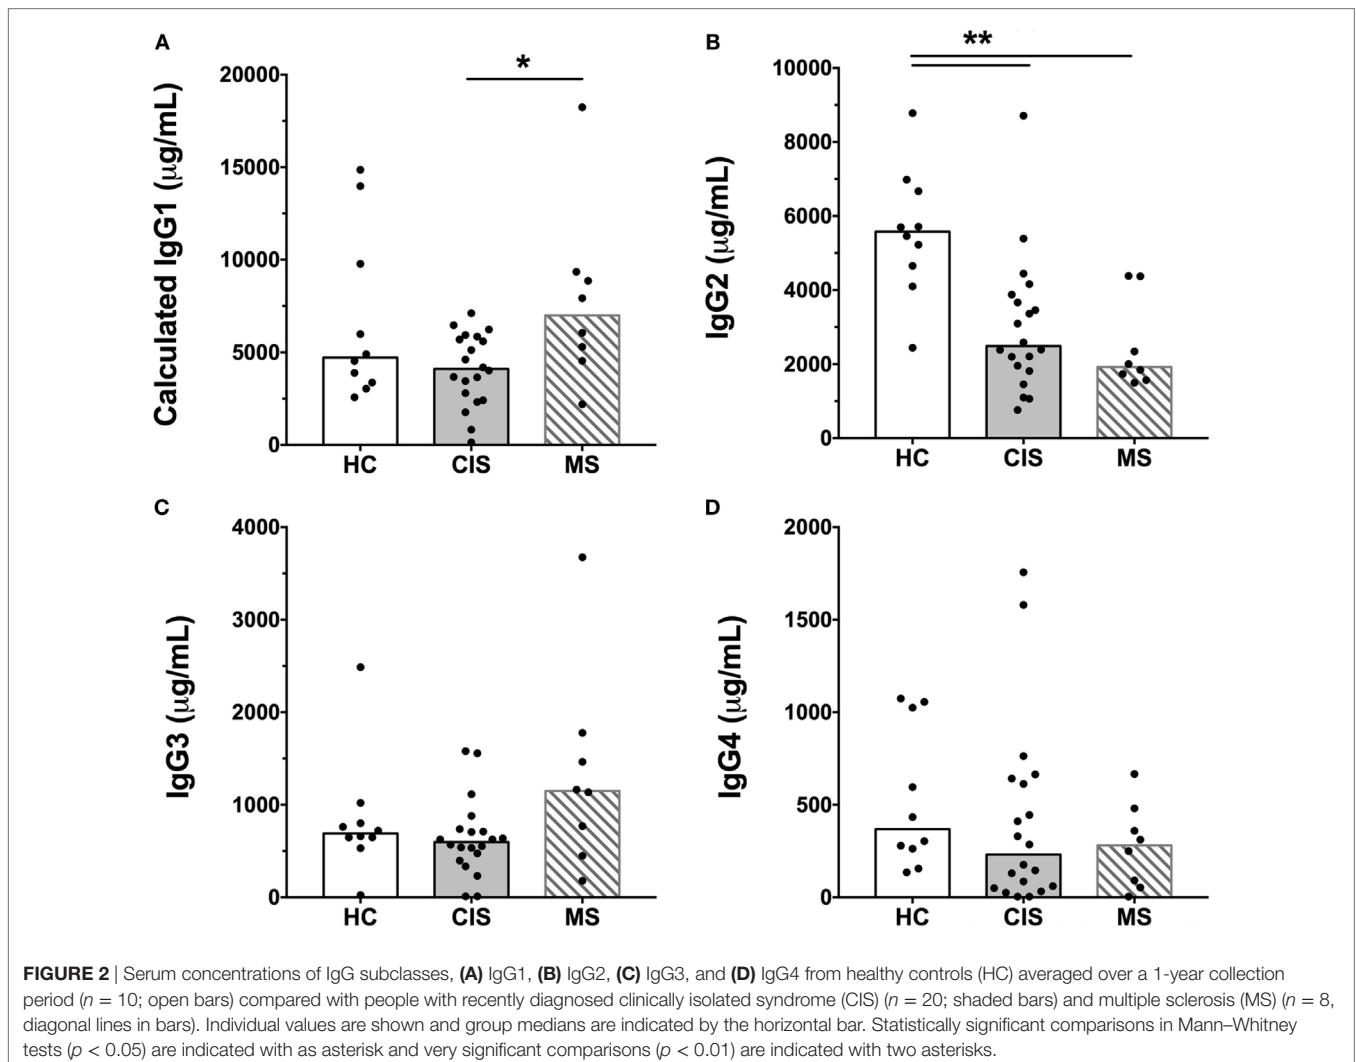 A
Calculated IgG1 (μg/mL)
20000
15000
10000
5000
0
*
HC CIS MS
B
IgG2 (μg/mL)
10000
8000
6000
4000
2000
0
**
HC CIS MS
C
IgG3 (μg/mL)
4000
3000
2000
1000
0
HC CIS MS
D
IgG4 (μg/mL)
2000
1500
1000
500
0
HC CIS MS
FIGURE 2 | Serum concentrations of IgG subclasses, (A) IgG1, (B) IgG2, (C) IgG3, and (D) IgG4 from healthy controls (HC) averaged over a 1-year collection
period (n = 10; open bars) compared with people with recently diagnosed clinically isolated syndrome (CIS) (n = 20; shaded bars) and multiple sclerosis (MS) (n = 8,
diagonal lines in bars). Individual values are shown and group medians are indicated by the horizontal bar. Statistically significant comparisons in Mann–Whitney
tests (p < 0.05) are indicated with as asterisk and very significant comparisons (p < 0.01) are indicated with two asterisks.